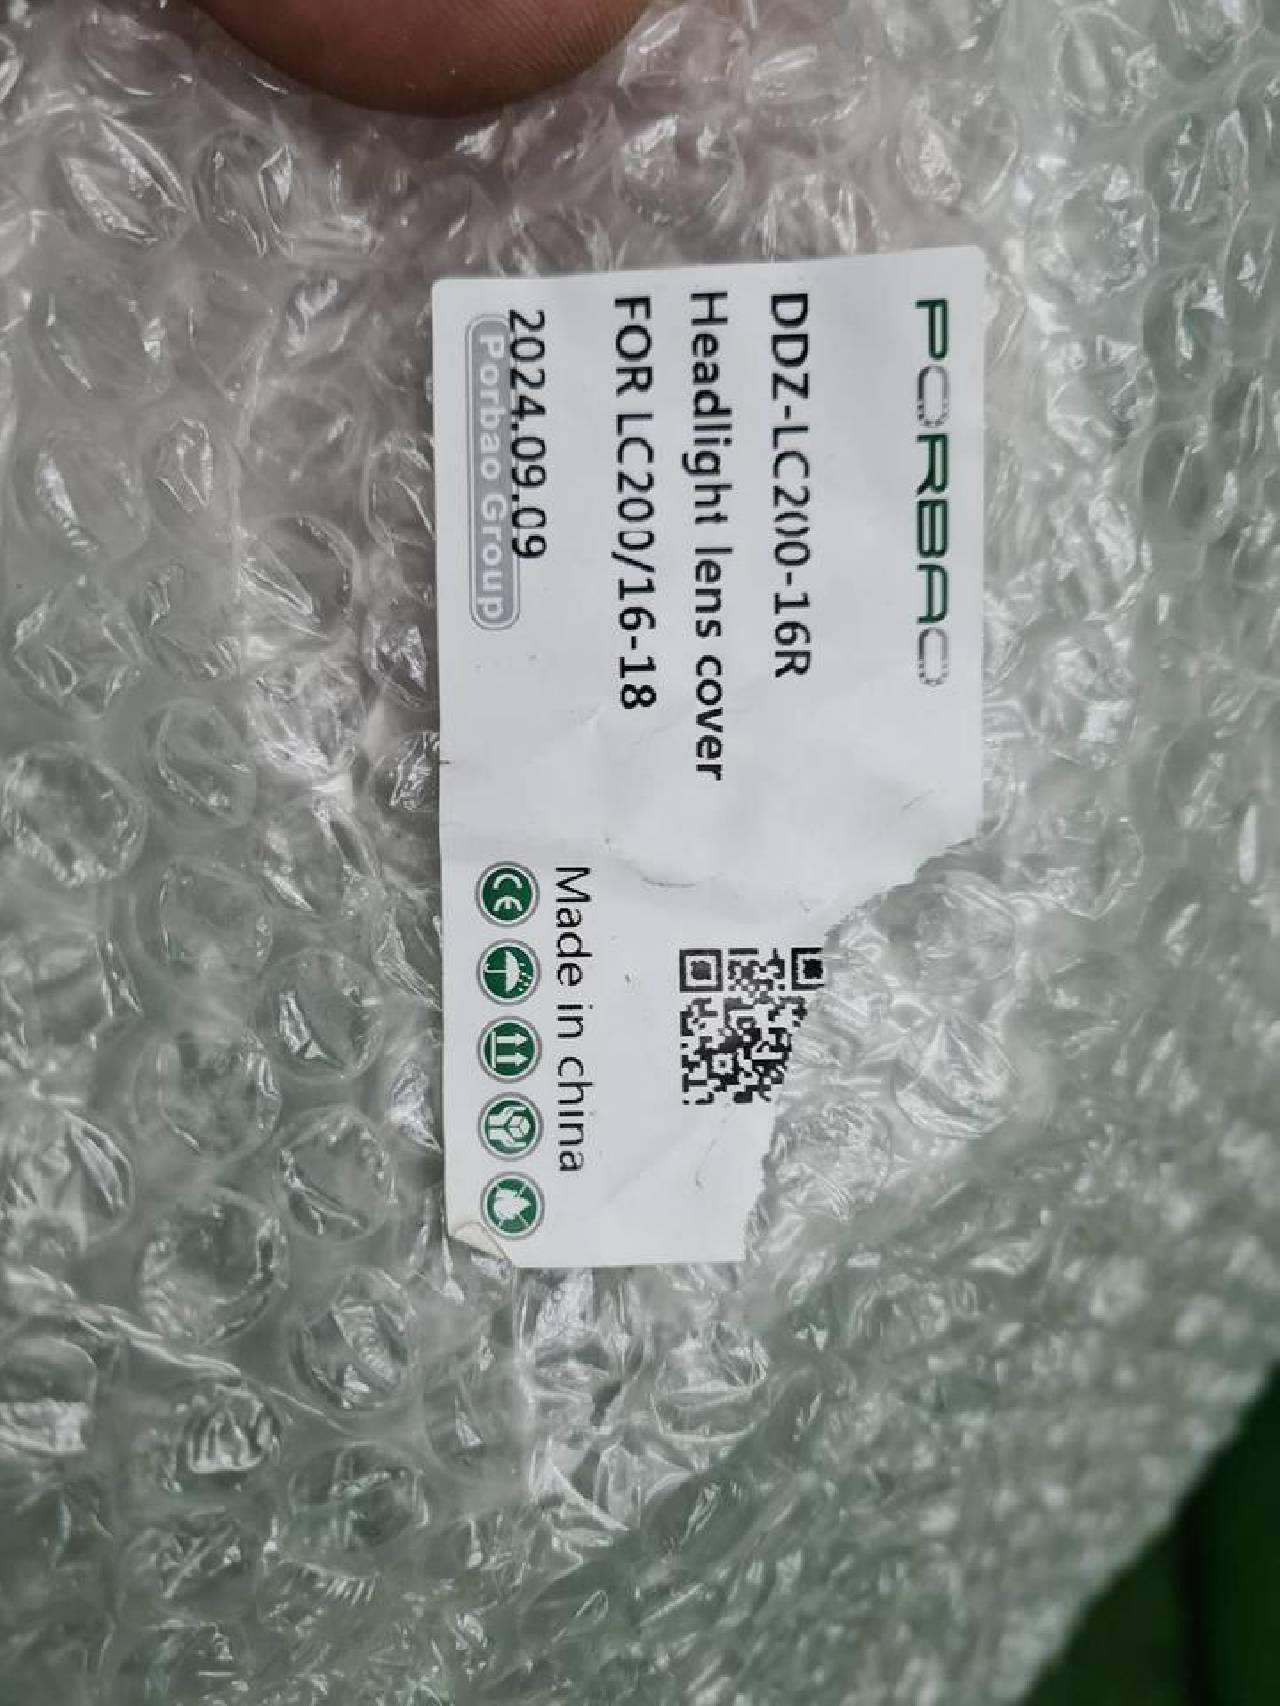 PORBAO
DDZ-LC200-16R
Headlight lens cover
FOR LC200/16-18
2024.09.09
Porbao Group
Made in china
CE